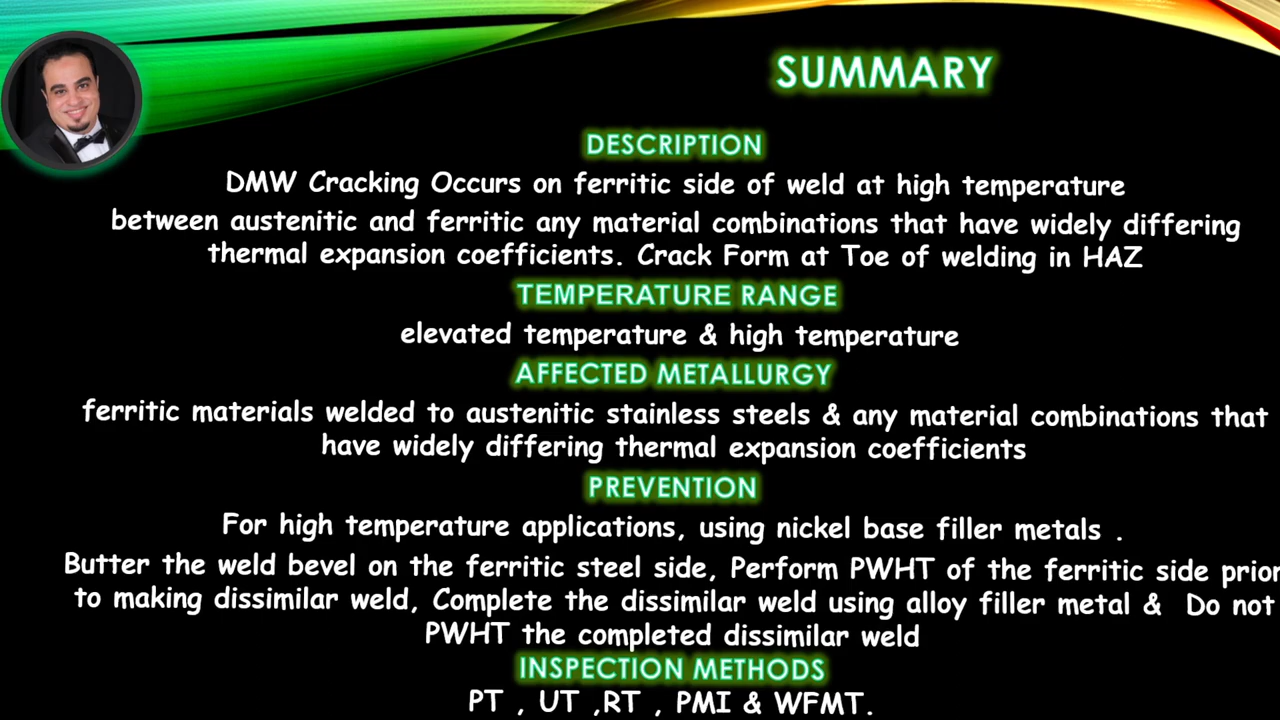 SUMMARY
DESCRIPTION
DMW Cracking Occurs on ferritic side of weld at high temperature
between austenitic and ferritic any material combinations that have widely differing
thermal expansion coefficients. Crack Form at Toe of welding in HAZ
TEMPERATURE RANGE
elevated temperature & high temperature
AFFECTED METALLURGY
ferritic materials welded to austenitic stainless steels & any material combinations that
have widely differing thermal expansion coefficients
PREVENTION
For high temperature applications, using nickel base filler metals .
Butter the weld bevel on the ferritic steel side, Perform PWHT of the ferritic side prior
to making dissimilar weld, Complete the dissimilar weld using alloy filler metal & Do not
PWHT the completed dissimilar weld
INSPECTION METHODS
PT , UT ,RT , PMI & WFMT.